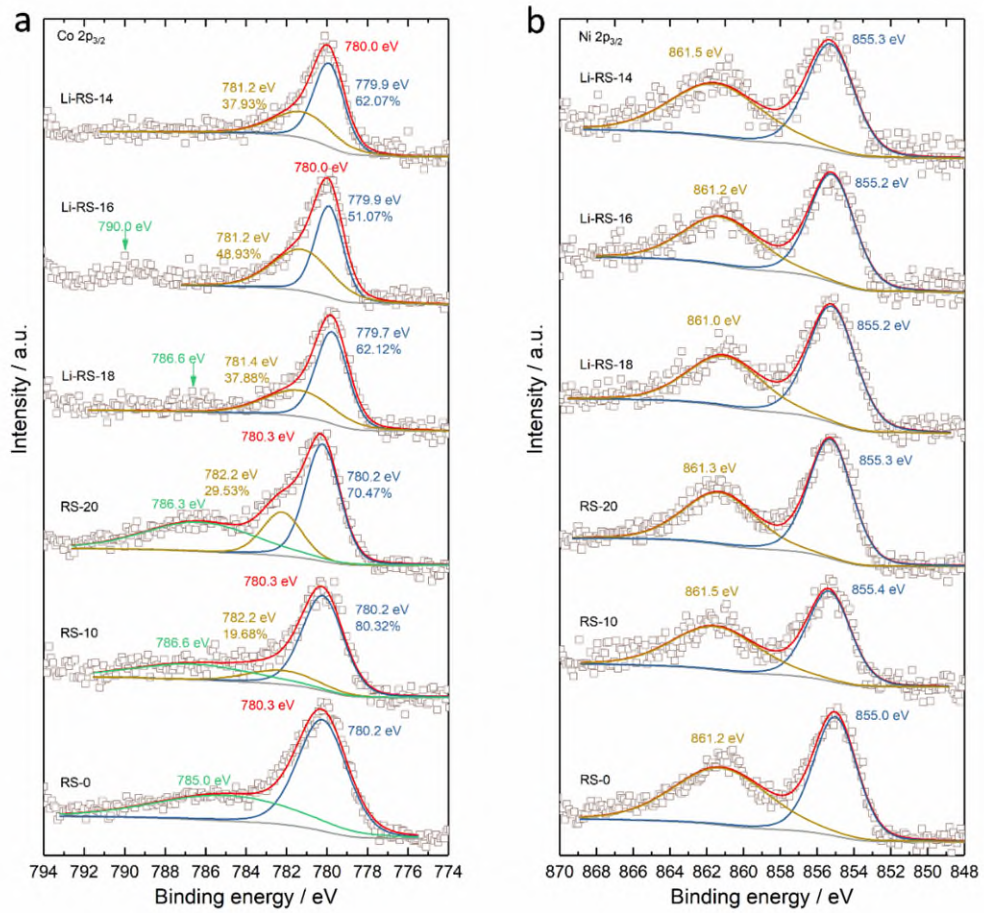 a
Co 2p3/2
780.0 eV
Li-RS-14
781.2 eV
37.93%
779.9 eV
62.07%
780.0 eV
Li-RS-16
790.0 eV
781.2 eV
48.93%
779.9 eV
51.07%
Li-RS-18
786.6 eV
781.4 eV
37.88%
779.7 eV
62.12%
780.3 eV
RS-20
786.3 eV
782.2 eV
29.53%
780.2 eV
70.47%
780.3 eV
RS-10
786.6 eV
782.2 eV
19.68%
780.2 eV
80.32%
780.3 eV
780.2 eV
RS-0
785.0 eV
Intensity / a.u.
794 792 790 788 786 784 782 780 778 776 774
Binding energy / eV
b
Ni 2p3/2
861.5 eV
855.3 eV
Li-RS-14
Li-RS-16
861.2 eV
855.2 eV
Li-RS-18
861.0 eV
855.2 eV
RS-20
861.3 eV
855.3 eV
RS-10
861.5 eV
855.4 eV
RS-0
861.2 eV
855.0 eV
Intensity / a.u.
870 868 866 864 862 860 858 856 854 852 850 848
Binding energy / eV